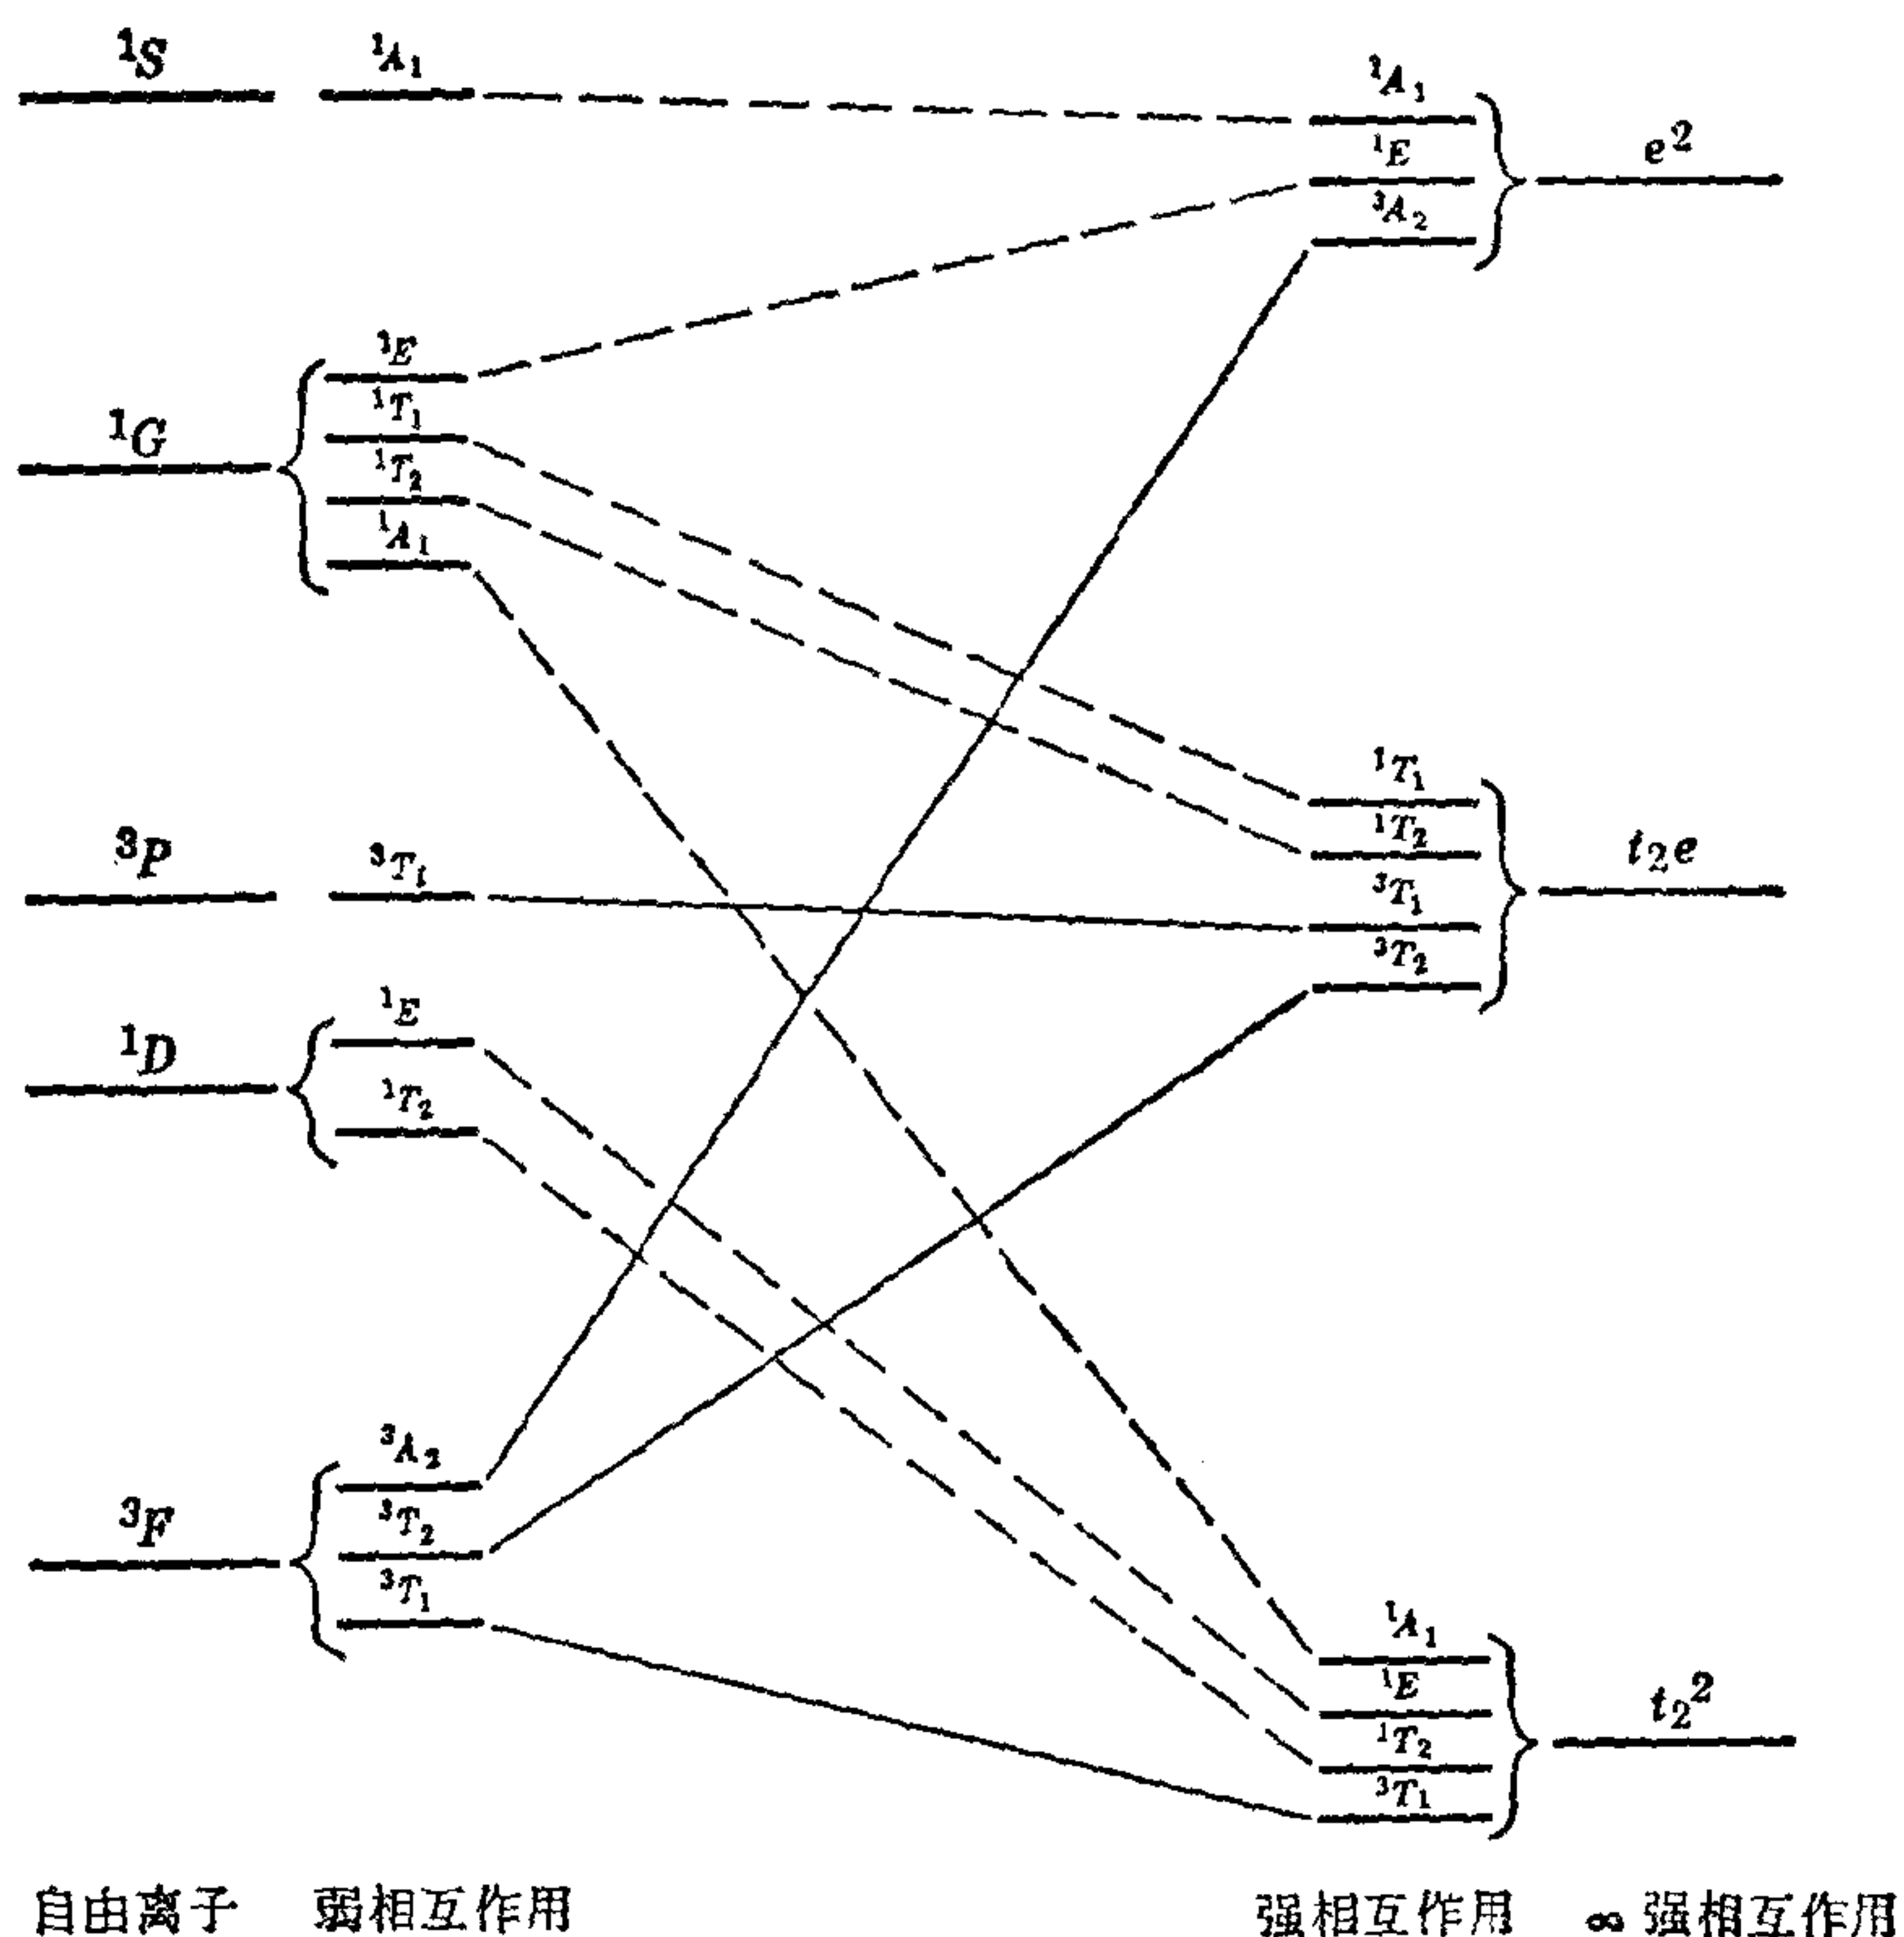 ¹S ¹A₁
¹A₁
¹E
e²
³A₂
¹E
¹T₁
¹G
¹T₂
¹A₁
¹T₁
¹T₂
t₂e
³P ³T₁
³T₁
³T₂
¹E
¹D
¹T₂
³A₂
³F
³T₂
³T₁
¹A₁
¹E
t₂²
¹T₂
³T₁
自由离子 弱相互作用 强相互作用 ∞ 强相互作用